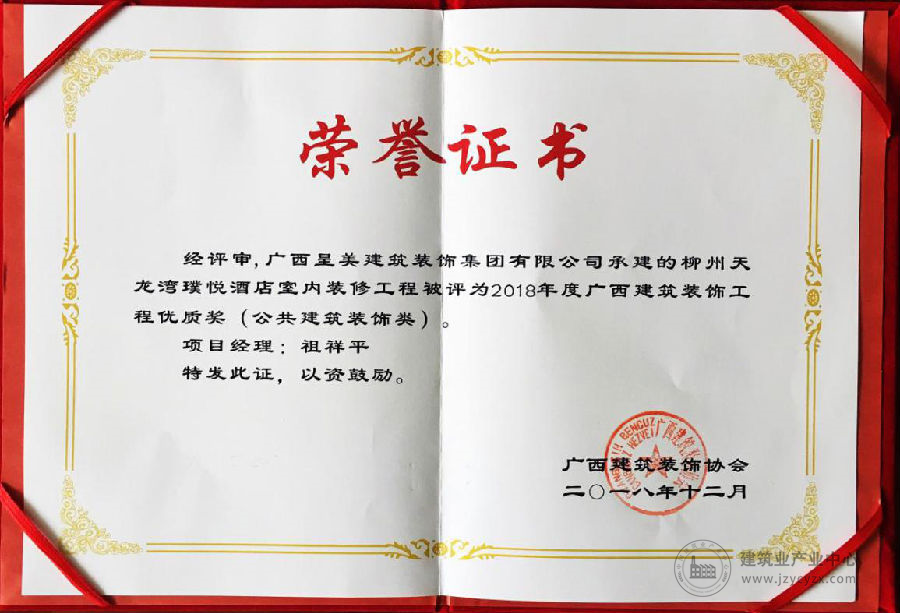 荣誉证书
经评审,广西星美建筑装饰集团有限公司承建的柳州天
龙湾璞悦酒店室内装修工程被评为2018年度广西建筑装饰工
程优质奖（公共建筑装饰类）。
项目经理：祖祥平
特发此证，以资鼓励。
广西建筑装饰协会
二〇一八年十二月
建筑业产业中心
www.jzycyzx.com